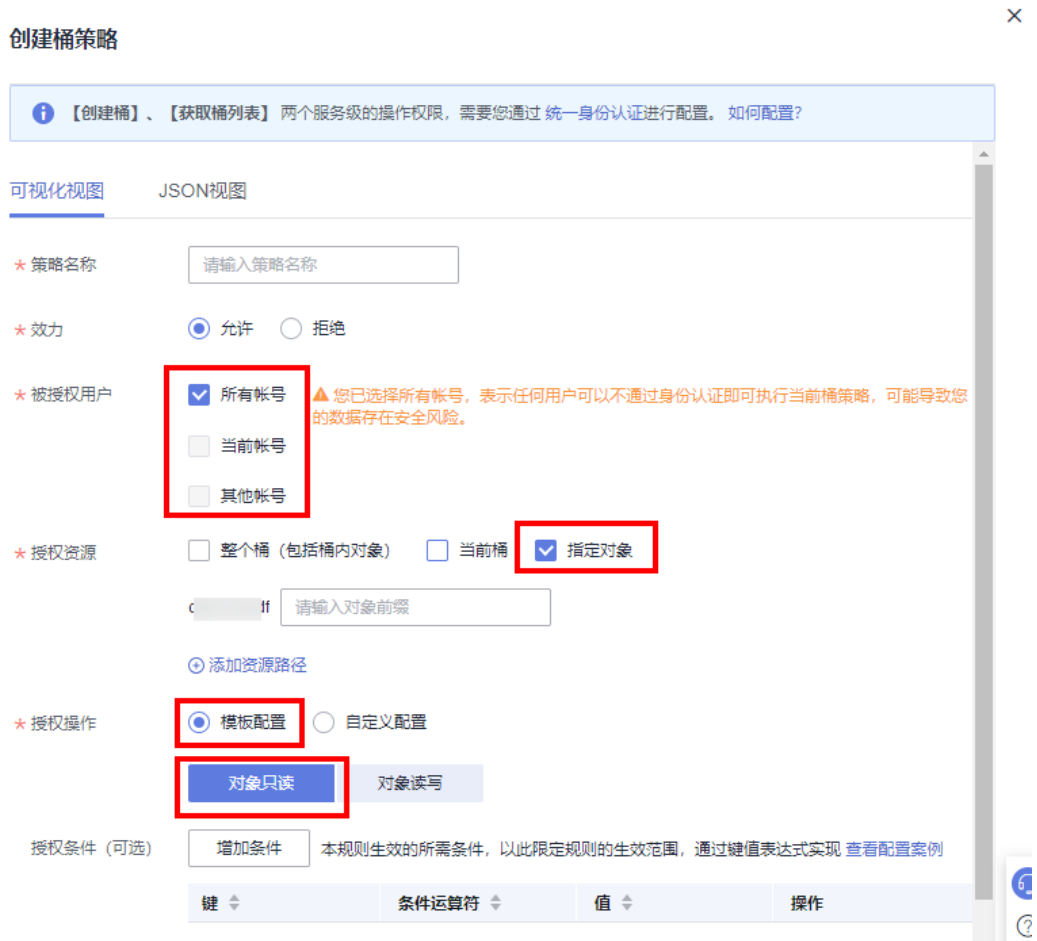 创建桶策略
【创建桶】、【获取桶列表】两个服务级的操作权限，需要您通过 统一身份认证进行配置。 如何配置?
可视化视图 JSON视图
* 策略名称 请输入策略名称
* 效力 允许 拒绝
* 被授权用户 所有帐号 您已选择所有帐号，表示任何用户可以不通过身份认证即可执行当前桶策略，可能导致您
的数据存在安全风险。
当前帐号
其他帐号
* 授权资源 整个桶（包括桶内对象） 当前桶 指定对象
df 请输入对象前缀
添加资源路径
* 授权操作 模板配置 自定义配置
对象只读 对象读写
授权条件（可选） 增加条件 本规则生效的所需条件，以此限定规则的生效范围，通过键值表达式实现 查看配置案例
键 条件运算符 值 操作